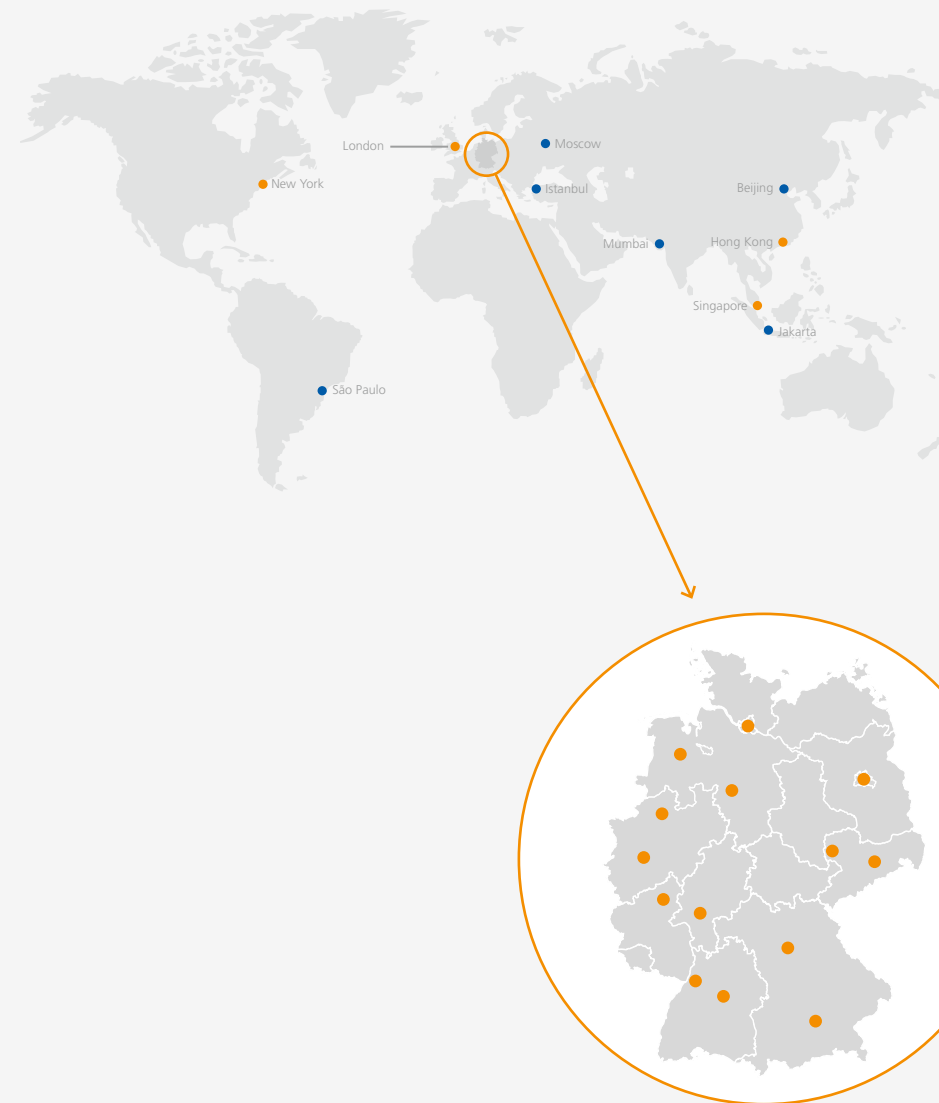 London
Moscow
New York
Istanbul
Beijing
Mumbai
Hong Kong
Singapore
Jakarta
São Paulo